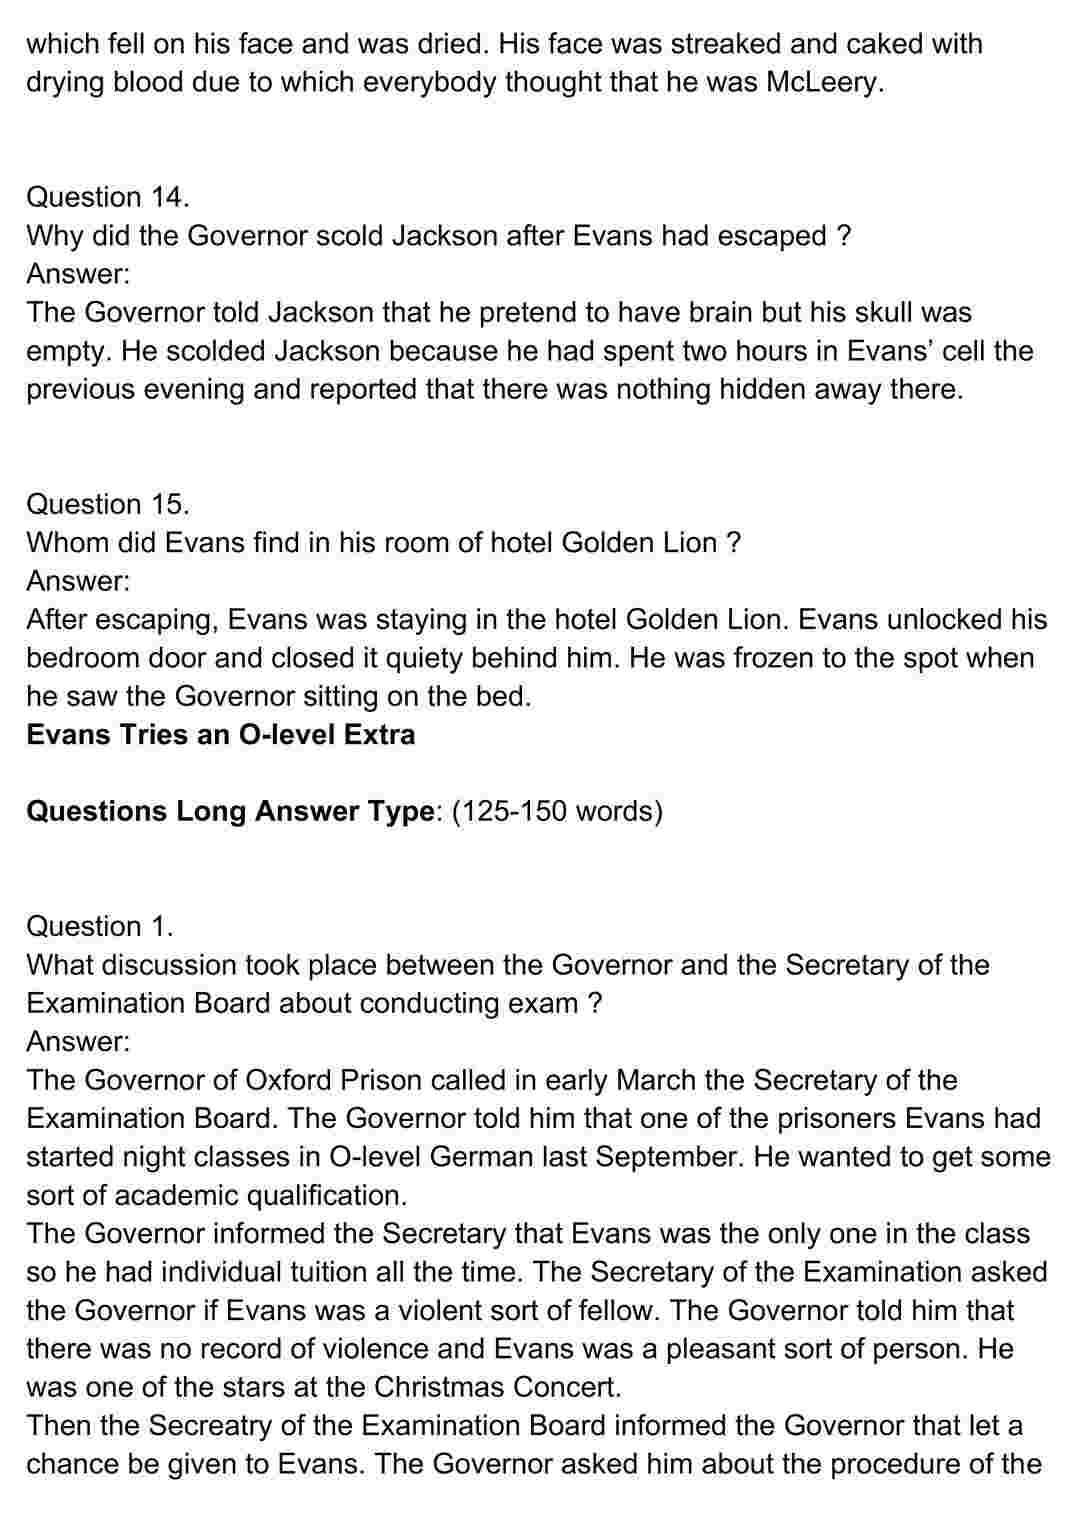 which fell on his face and was dried. His face was streaked and caked with
drying blood due to which everybody thought that he was McLeery.
Question 14.
Why did the Governor scold Jackson after Evans had escaped ?
Answer:
The Governor told Jackson that he pretend to have brain but his skull was
empty. He scolded Jackson because he had spent two hours in Evans’ cell the
previous evening and reported that there was nothing hidden away there.
Question 15.
Whom did Evans find in his room of hotel Golden Lion ?
Answer:
After escaping, Evans was staying in the hotel Golden Lion. Evans unlocked his
bedroom door and closed it quiety behind him. He was frozen to the spot when
he saw the Governor sitting on the bed.
Evans Tries an O-level Extra
Questions Long Answer Type: (125-150 words)
Question 1.
What discussion took place between the Governor and the Secretary of the
Examination Board about conducting exam ?
Answer:
The Governor of Oxford Prison called in early March the Secretary of the
Examination Board. The Governor told him that one of the prisoners Evans had
started night classes in O-level German last September. He wanted to get some
sort of academic qualification.
The Governor informed the Secretary that Evans was the only one in the class
so he had individual tuition all the time. The Secretary of the Examination asked
the Governor if Evans was a violent sort of fellow. The Governor told him that
there was no record of violence and Evans was a pleasant sort of person. He
was one of the stars at the Christmas Concert.
Then the Secreatry of the Examination Board informed the Governor that let a
chance be given to Evans. The Governor asked him about the procedure of the